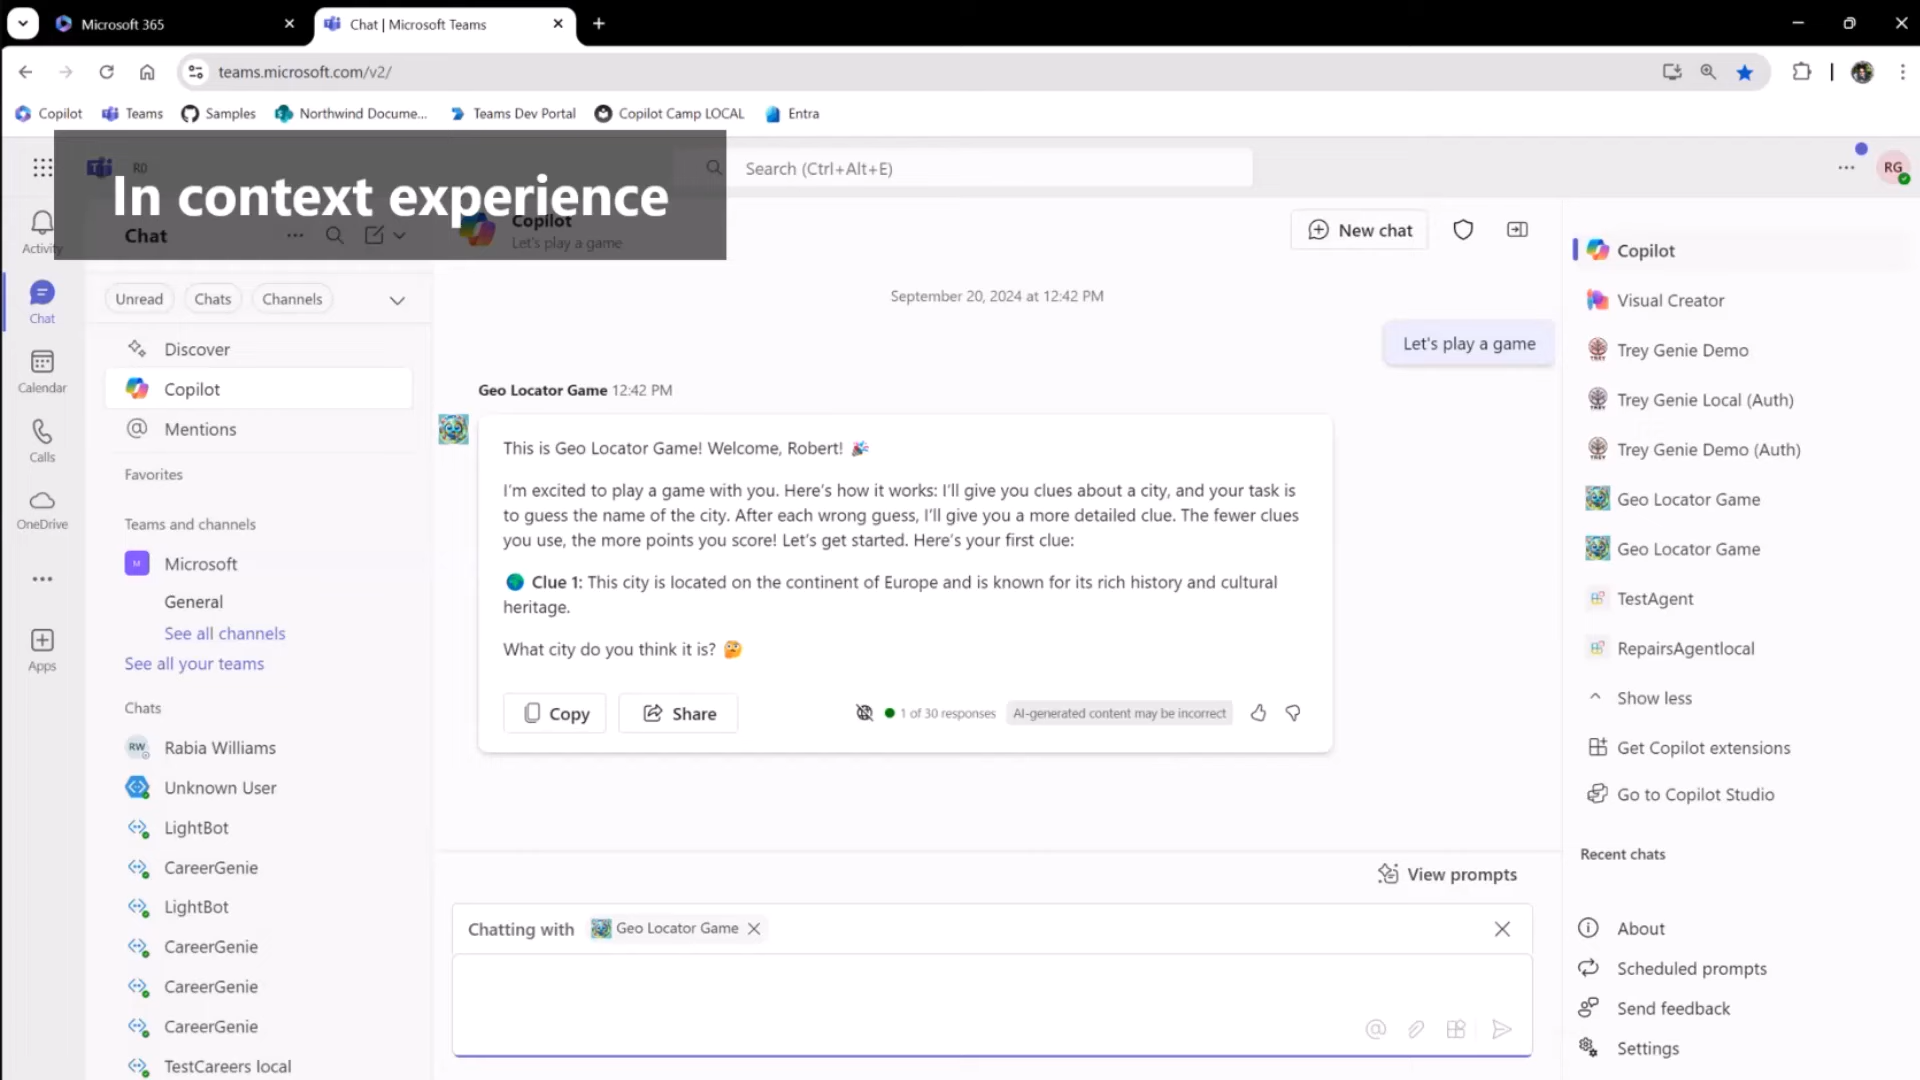 Microsoft 365
Chat | Microsoft Teams
teams.microsoft.com/v2/
Copilot
Teams
Samples
Northwind Docume...
Teams Dev Portal
Copilot Camp LOCAL
Entra
RD
Search (Ctrl+Alt+E)
RG
In context experience
Activity
Chat
Copilot
Let's play a game
New chat
Unread
Chats
Channels
Chat
Calendar
Calls
OneDrive
Apps
Discover
Copilot
Mentions
Favorites
Teams and channels
M
Microsoft
General
See all channels
See all your teams
Chats
RW
Rabia Williams
Unknown User
LightBot
CareerGenie
LightBot
CareerGenie
CareerGenie
CareerGenie
TestCareers local
September 20, 2024 at 12:42 PM
Let's play a game
Geo Locator Game 12:42 PM
This is Geo Locator Game! Welcome, Robert! 🎉
I'm excited to play a game with you. Here's how it works: I'll give you clues about a city, and your task is
to guess the name of the city. After each wrong guess, I'll give you a more detailed clue. The fewer clues
you use, the more points you score! Let's get started. Here's your first clue:
🌍 Clue 1: This city is located on the continent of Europe and is known for its rich history and cultural
heritage.
What city do you think it is? 🤔
Copy
Share
1 of 30 responses
AI-generated content may be incorrect
View prompts
Chatting with
Geo Locator Game
Copilot
Visual Creator
TREY
Trey Genie Demo
TREY
Trey Genie Local (Auth)
TREY
Trey Genie Demo (Auth)
Geo Locator Game
Geo Locator Game
TestAgent
RepairsAgentlocal
Show less
Get Copilot extensions
Go to Copilot Studio
Recent chats
About
Scheduled prompts
Send feedback
Settings